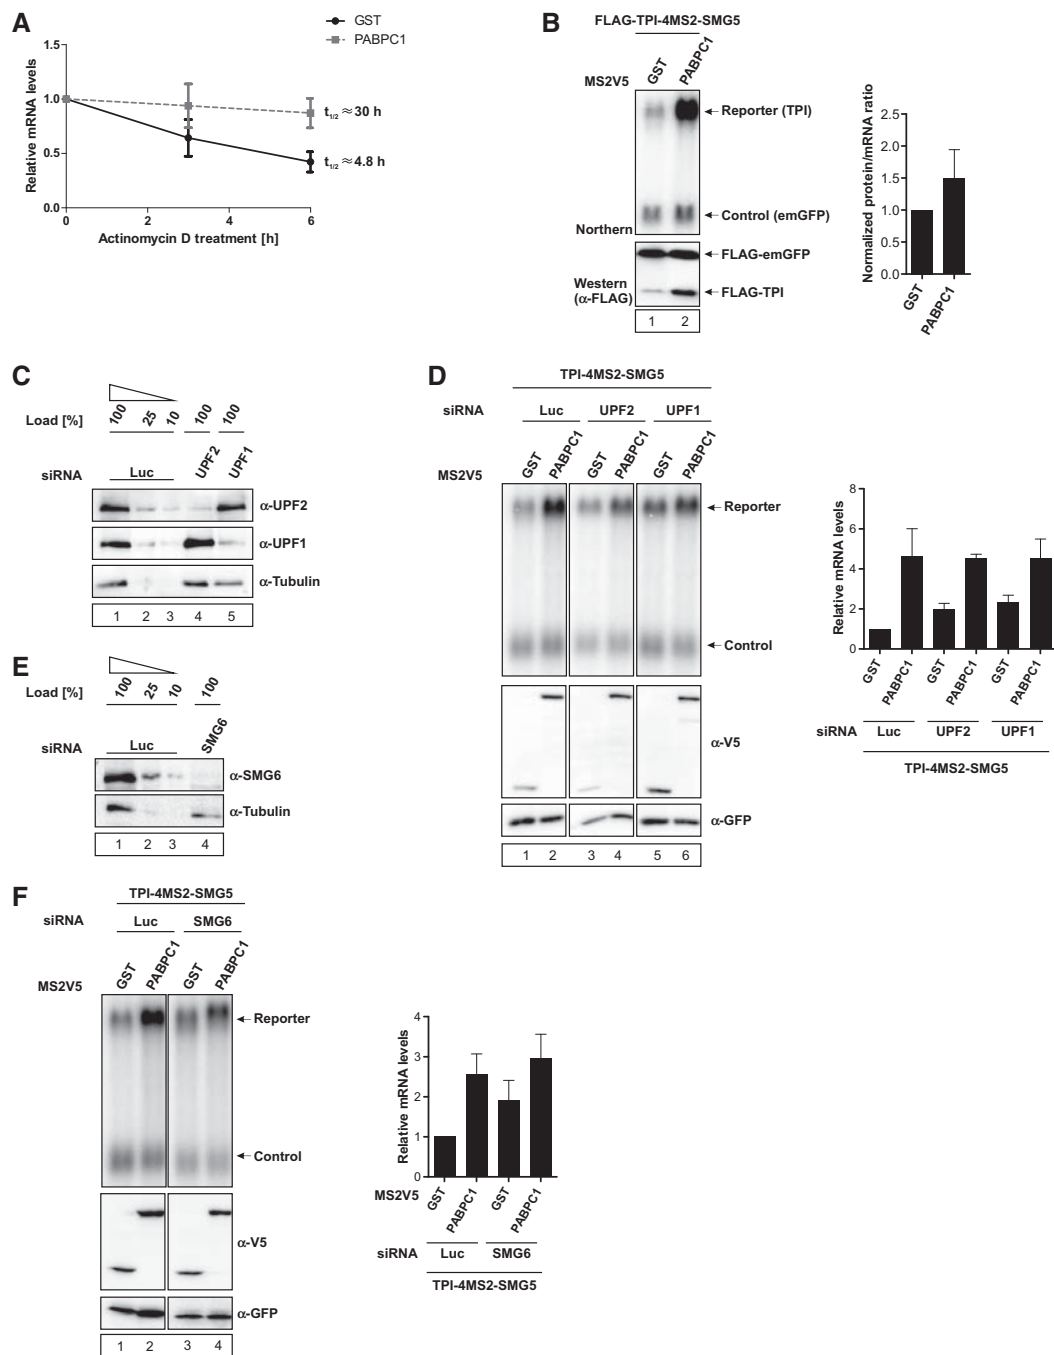 A
GST
PABPC1
Relative mRNA levels
1.5
1.0
0.5
0.0
t1/2 ≈ 30 h
t1/2 ≈ 4.8 h
0 2 4 6
Actinomycin D treatment [h]
B
FLAG-TPI-4MS2-SMG5
MS2V5
GST PABPC1
Reporter (TPI)
Control (emGFP)
Northern
FLAG-emGFP
Western
(α-FLAG)
FLAG-TPI
1 2
Normalized protein/mRNA ratio
2.5
2.0
1.5
1.0
0.5
0.0
GST PABPC1
C
Load [%]
100 25 10 100 100
siRNA
Luc UPF2 UPF1
α-UPF2
α-UPF1
α-Tubulin
1 2 3 4 5
D
TPI-4MS2-SMG5
siRNA
Luc UPF2 UPF1
MS2V5
GST PABPC1 GST PABPC1 GST PABPC1
Reporter
Control
α-V5
α-GFP
1 2 3 4 5 6
Relative mRNA levels
8
6
4
2
0
GST PABPC1 GST PABPC1 GST PABPC1
siRNA Luc UPF2 UPF1
TPI-4MS2-SMG5
E
Load [%]
100 25 10 100
siRNA
Luc SMG6
α-SMG6
α-Tubulin
1 2 3 4
F
TPI-4MS2-SMG5
siRNA
Luc SMG6
MS2V5
GST PABPC1 GST PABPC1
Reporter
Control
α-V5
α-GFP
1 2 3 4
Relative mRNA levels
4
3
2
1
0
MS2V5
GST PABPC1 GST PABPC1
siRNA Luc SMG6
TPI-4MS2-SMG5